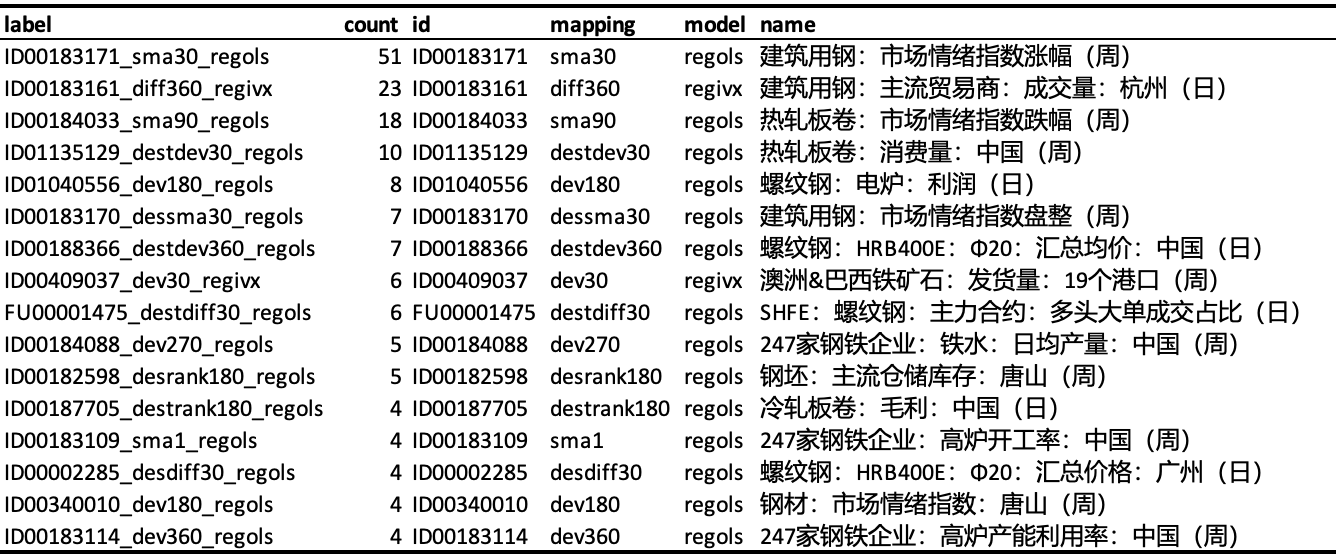 label count id mapping model name
ID00183171_sma30_regols 51 ID00183171 sma30 regols 建筑用钢：市场情绪指数涨幅（周）
ID00183161_diff360_regivx 23 ID00183161 diff360 regivx 建筑用钢：主流贸易商：成交量：杭州（日）
ID00184033_sma90_regols 18 ID00184033 sma90 regols 热轧板卷：市场情绪指数跌幅（周）
ID01135129_destdev30_regols 10 ID01135129 destdev30 regols 热轧板卷：消费量：中国（周）
ID01040556_dev180_regols 8 ID01040556 dev180 regols 螺纹钢：电炉：利润（日）
ID00183170_dessma30_regols 7 ID00183170 dessma30 regols 建筑用钢：市场情绪指数盘整（周）
ID00188366_destdev360_regols 7 ID00188366 destdev360 regols 螺纹钢：HRB400E：Φ20：汇总均价：中国（日）
ID00409037_dev30_regivx 6 ID00409037 dev30 regivx 澳洲&巴西铁矿石：发货量：19个港口（周）
FU00001475_destdiff30_regols 6 FU00001475 destdiff30 regols SHFE：螺纹钢：主力合约：多头大单成交占比（日）
ID00184088_dev270_regols 5 ID00184088 dev270 regols 247家钢铁企业：铁水：日均产量：中国（周）
ID00182598_desrank180_regols 5 ID00182598 desrank180 regols 钢坯：主流仓储库存：唐山（周）
ID00187705_destrank180_regols 4 ID00187705 destrank180 regols 冷轧板卷：毛利：中国（日）
ID00183109_sma1_regols 4 ID00183109 sma1 regols 247家钢铁企业：高炉开工率：中国（周）
ID00002285_desdiff30_regols 4 ID00002285 desdiff30 regols 螺纹钢：HRB400E：Φ20：汇总价格：广州（日）
ID00340010_dev180_regols 4 ID00340010 dev180 regols 钢材：市场情绪指数：唐山（周）
ID00183114_dev360_regols 4 ID00183114 dev360 regols 247家钢铁企业：高炉产能利用率：中国（周）